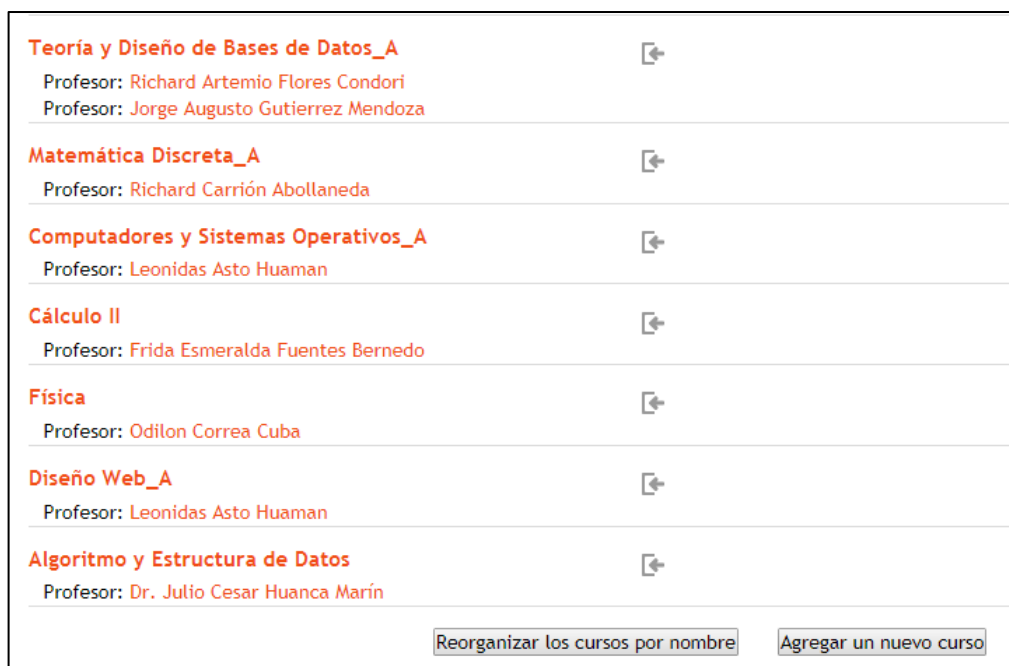 Teoría y Diseño de Bases de Datos_A
Profesor: Richard Artemio Flores Condori
Profesor: Jorge Augusto Gutierrez Mendoza
Matemática Discreta_A
Profesor: Richard Carrión Abollaneda
Computadores y Sistemas Operativos_A
Profesor: Leonidas Asto Huaman
Cálculo II
Profesor: Frida Esmeralda Fuentes Bernedo
Física
Profesor: Odilon Correa Cuba
Diseño Web_A
Profesor: Leonidas Asto Huaman
Algoritmo y Estructura de Datos
Profesor: Dr. Julio Cesar Huanca Marín
Reorganizar los cursos por nombre Agregar un nuevo curso